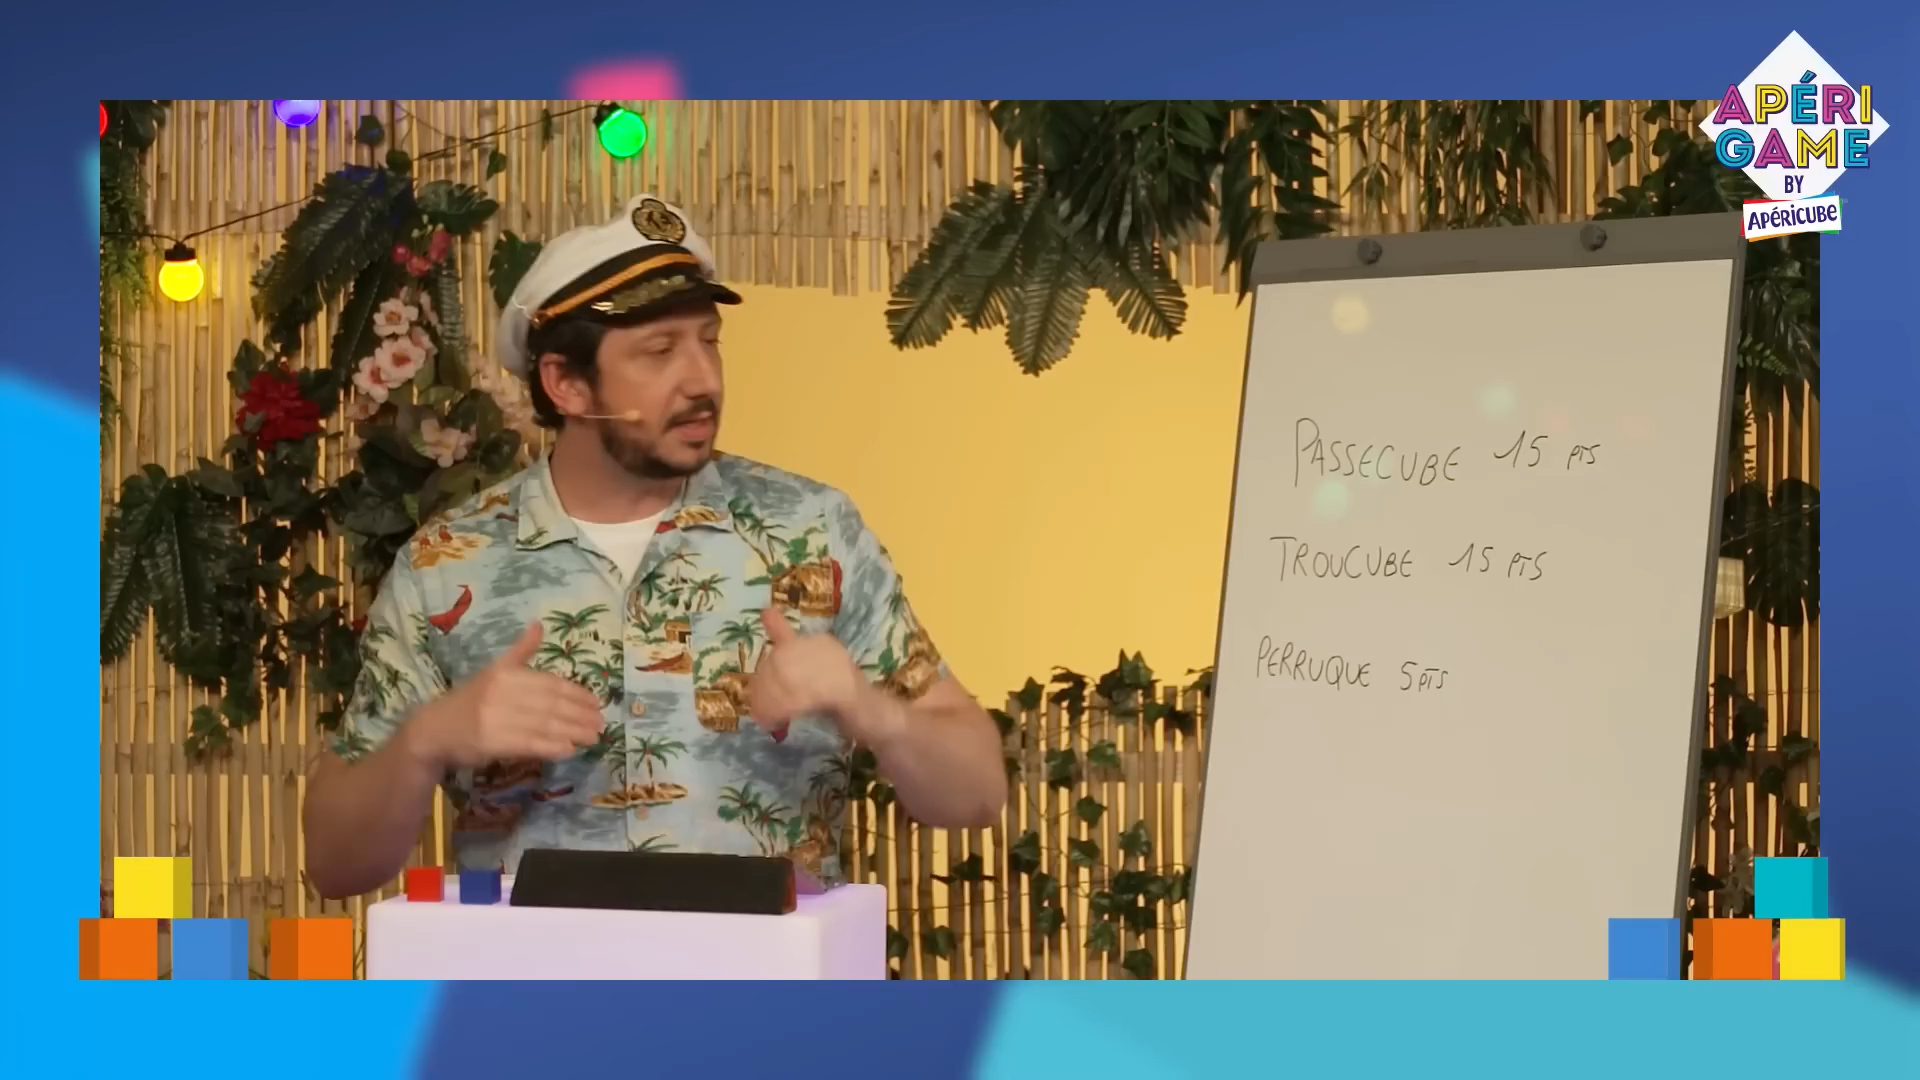 APÉRI
GAME
BY
APÉRICUBE
PASSECUBE 15 PTS
TROUCUBE 15 PTS
PERRUQUE 5 PTS